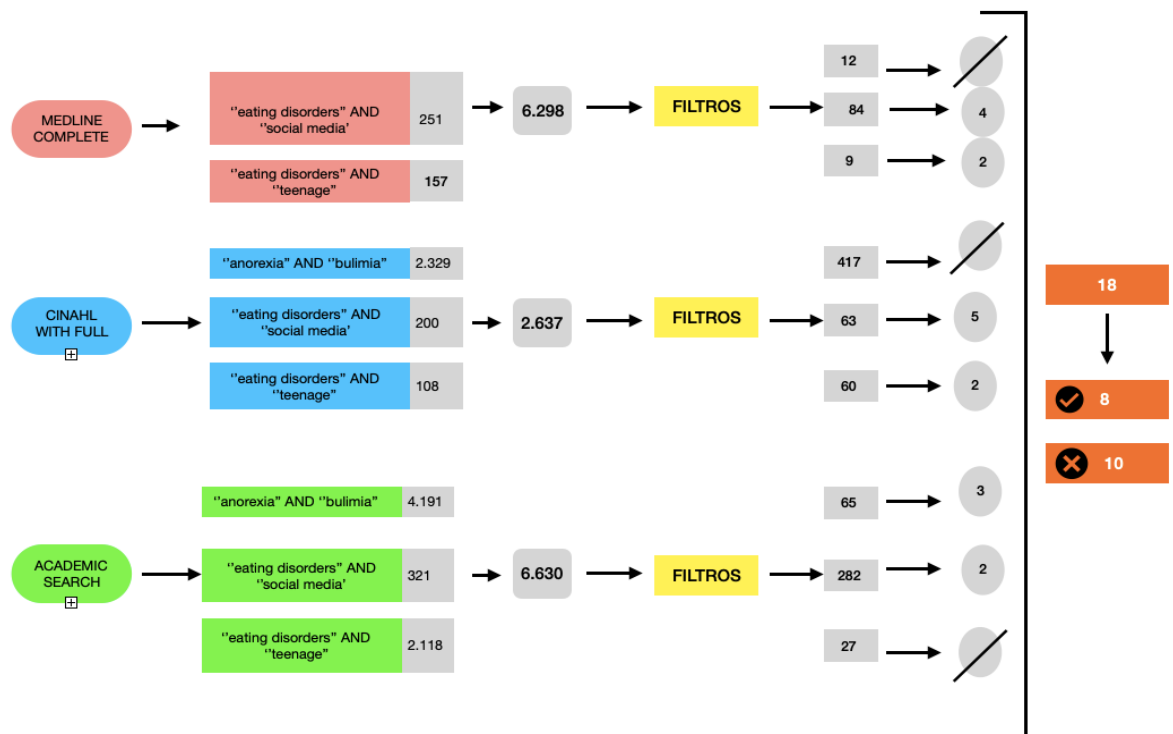 MEDLINE
COMPLETE
‘’eating disorders” AND
‘’social media’
251
‘’eating disorders” AND
‘’teenage”
157
6.298
FILTROS
12
84
4
9
2
CINAHL
WITH FULL
‘’anorexia” AND ‘’bulimia”
2.329
‘’eating disorders” AND
‘’social media’
200
‘’eating disorders” AND
‘’teenage”
108
2.637
FILTROS
417
63
5
60
2
ACADEMIC
SEARCH
‘’anorexia” AND ‘’bulimia”
4.191
‘’eating disorders” AND
‘’social media’
321
‘’eating disorders” AND
‘’teenage”
2.118
6.630
FILTROS
65
3
282
2
27
18
8
10